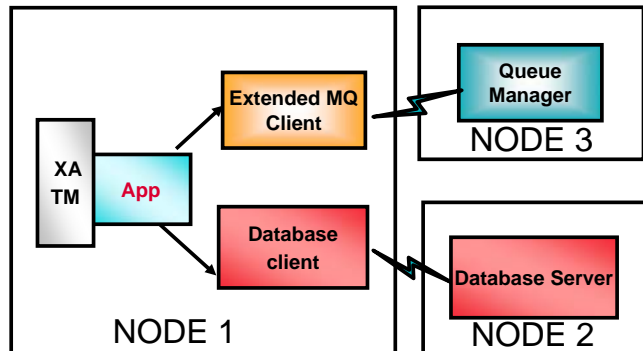 XA
TM
App
Extended MQ
Client
Database
client
NODE 1
Queue
Manager
NODE 3
Database Server
NODE 2